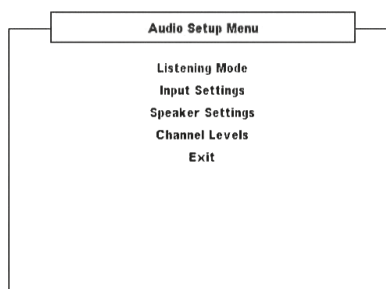 Audio Setup Menu
Listening Mode
Input Settings
Speaker Settings
Channel Levels
Exit